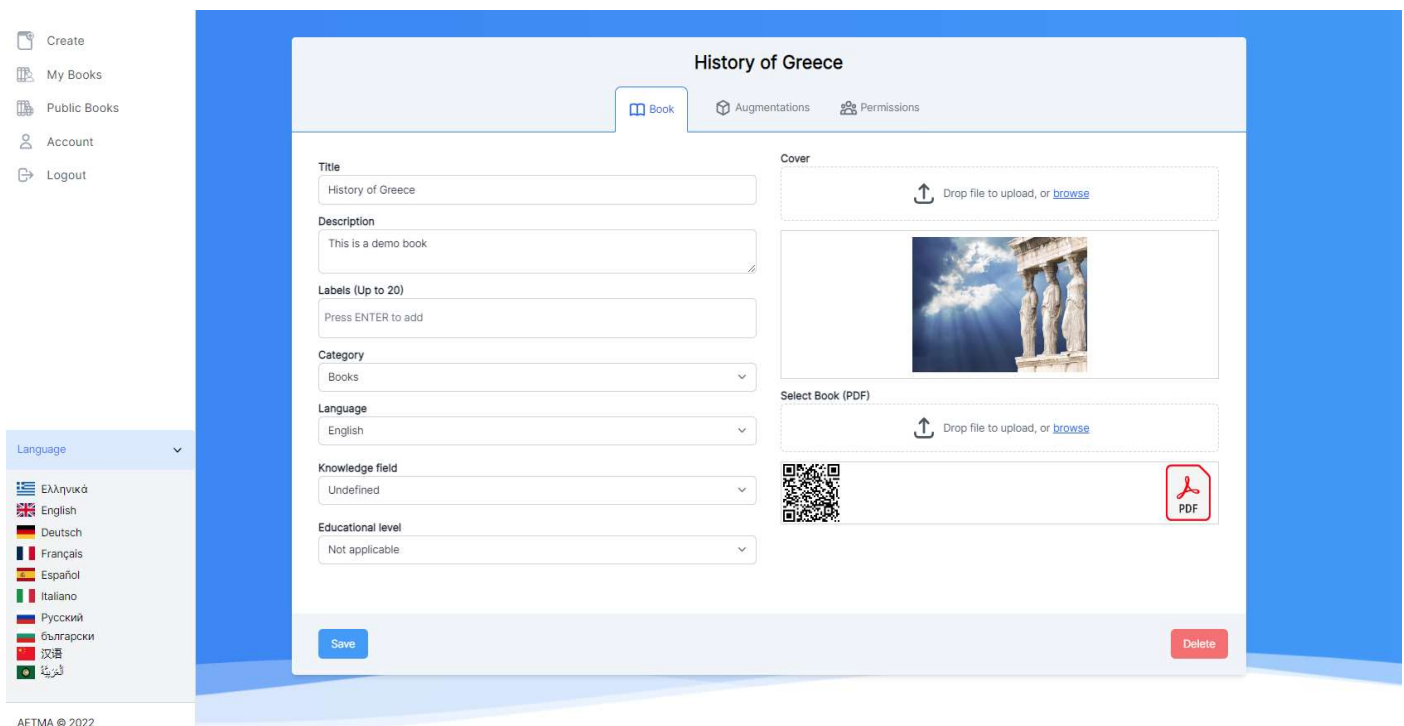 Create
My Books
Public Books
Account
Logout
Language
Ελληνικά
English
Deutsch
Français
Español
Italiano
Русский
български
汉语
AETMA © 2022
History of Greece
Book
Augmentations
Permissions
Title
History of Greece
Description
This is a demo book
Labels (Up to 20)
Press ENTER to add
Category
Books
Language
English
Knowledge field
Undefined
Educational level
Not applicable
Cover
Drop file to upload, or browse
Select Book (PDF)
Drop file to upload, or browse
PDF
Save
Delete